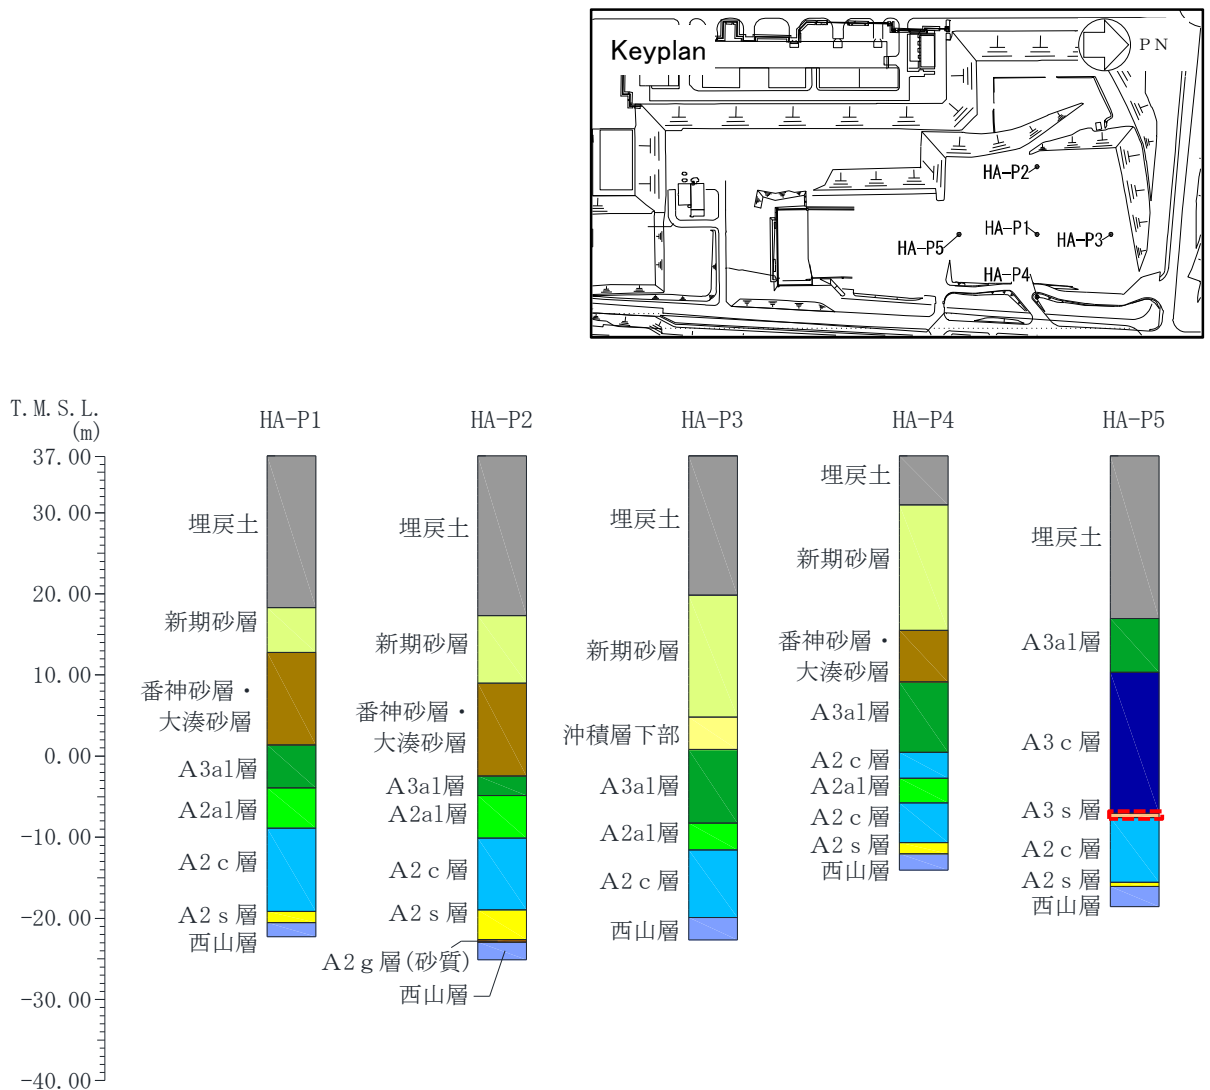 Keyplan
PN
HA-P2
HA-P1
HA-P3
HA-P5
HA-P4
T.M.S.L.
(m)
37.00
30.00
20.00
10.00
0.00
-10.00
-20.00
-30.00
-40.00
HA-P1
埋戻土
新期砂層
番神砂層・
大湊砂層
A3al層
A2al層
A2c層
A2s層
西山層
HA-P2
埋戻土
新期砂層
番神砂層・
大湊砂層
A3al層
A2al層
A2c層
A2s層
A2g層(砂質)
西山層
HA-P3
埋戻土
新期砂層
沖積層下部
A3al層
A2al層
A2c層
西山層
HA-P4
埋戻土
新期砂層
番神砂層・
大湊砂層
A3al層
A2c層
A2al層
A2c層
A2s層
西山層
HA-P5
埋戻土
A3al層
A3c層
A3s層
A2c層
A2s層
西山層